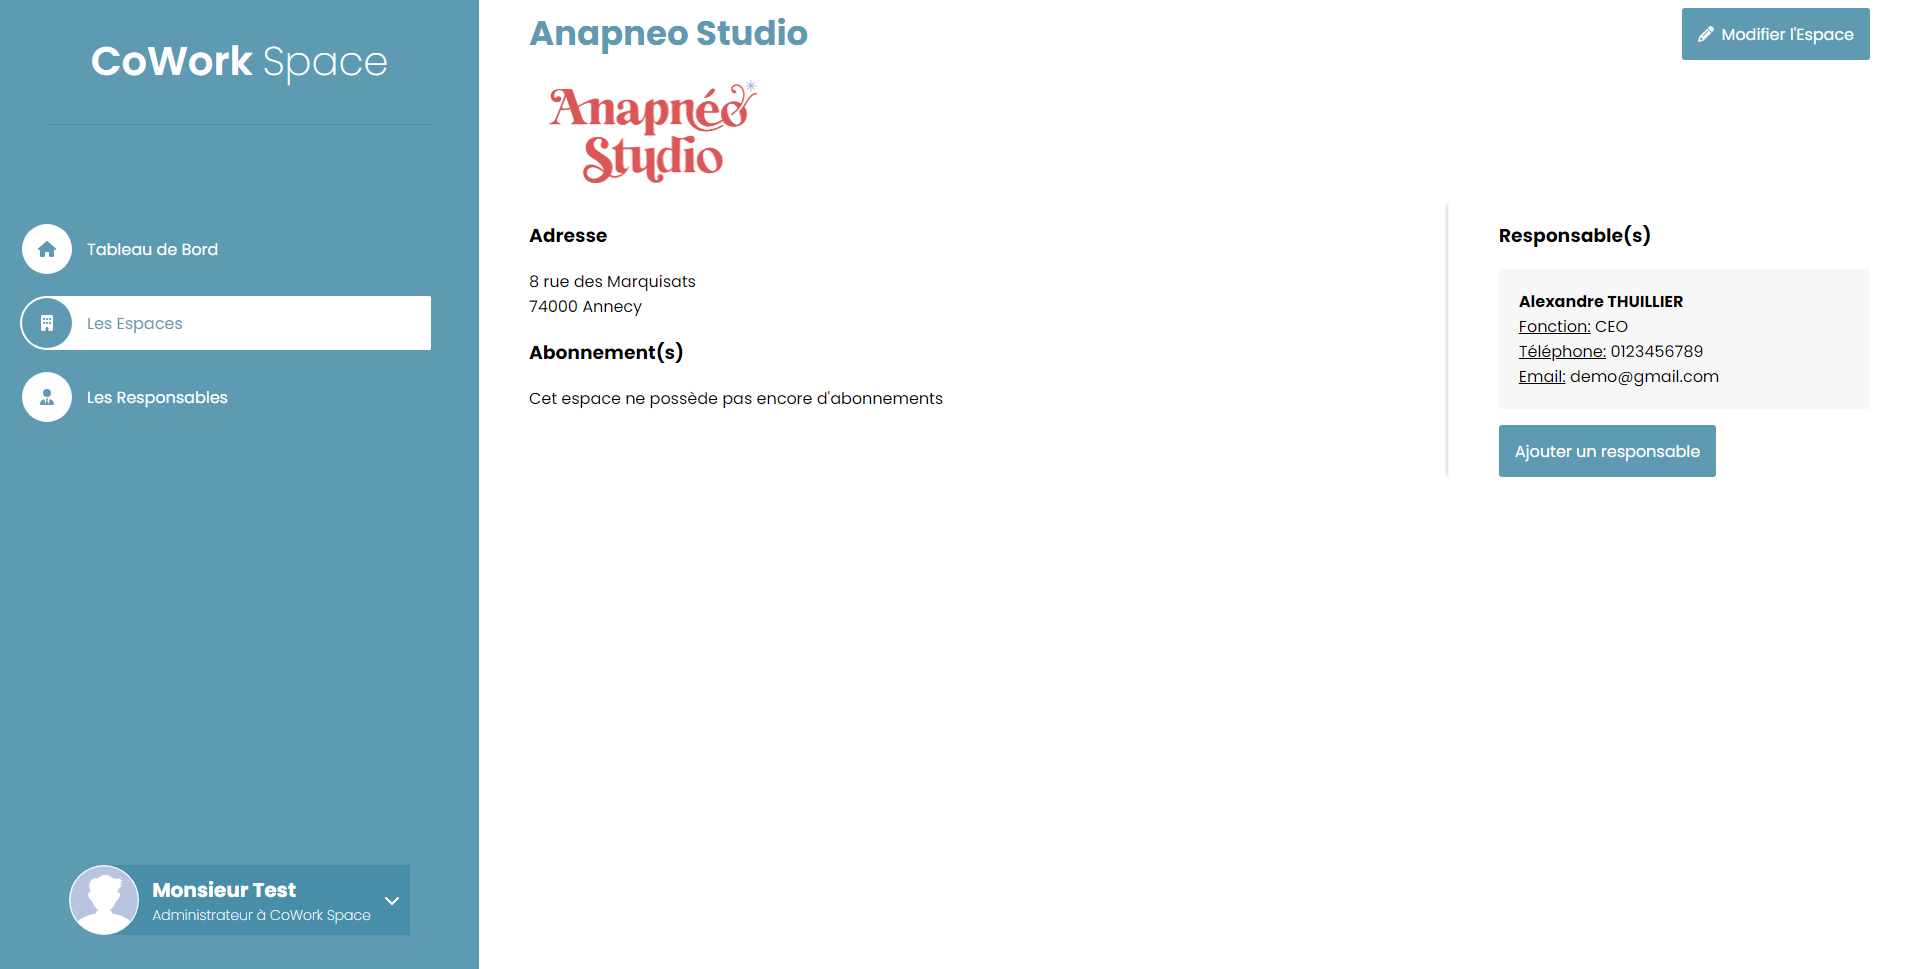 CoWork Space
Tableau de Bord
Les Espaces
Les Responsables
Monsieur Test
Administrateur à CoWork Space
Anapneo Studio
Modifier l'Espace
Anapnéo
Studio
Adresse
8 rue des Marquisats
74000 Annecy
Abonnement(s)
Cet espace ne possède pas encore d'abonnements
Responsable(s)
Alexandre THUILLIER
Fonction: CEO
Téléphone: 0123456789
Email: demo@gmail.com
Ajouter un responsable